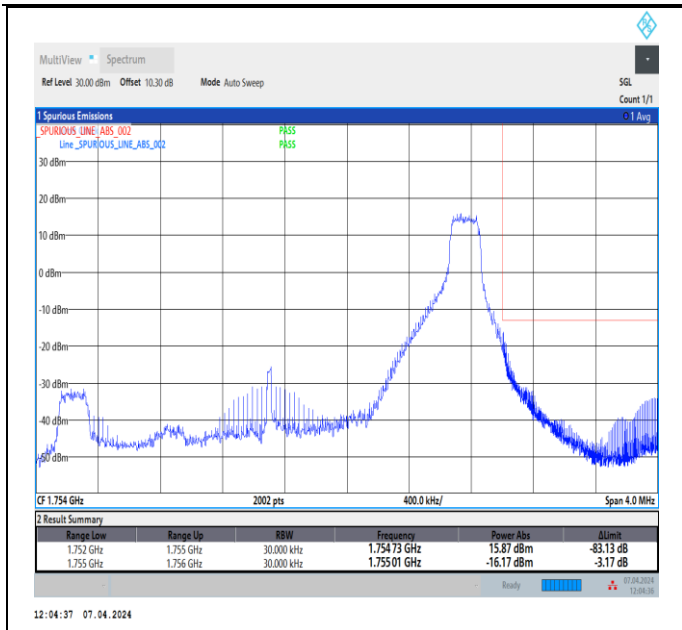 MultiView Spectrum
Ref Level 30.00 dBm Offset 10.30 dB Mode Auto Sweep SGL
Count 1/1
1 Spurious Emissions 1 Avg
_SPURIOUS_LINE_ABS_002 PASS
Line _SPURIOUS_LINE_ABS_002 PASS
30 dBm
20 dBm
10 dBm
0 dBm
-10 dBm
-20 dBm
-30 dBm
-40 dBm
-50 dBm
CF 1.754 GHz 2002 pts 400.0 kHz/ Span 4.0 MHz
2 Result Summary
Range Low Range Up RBW Frequency Power Abs ΔLimit
1.752 GHz 1.755 GHz 30.000 kHz 1.75473 GHz 15.87 dBm -83.13 dB
1.755 GHz 1.756 GHz 30.000 kHz 1.75501 GHz -16.17 dBm -3.17 dB
Ready 07.04.2024
12:04:36
12:04:37 07.04.2024